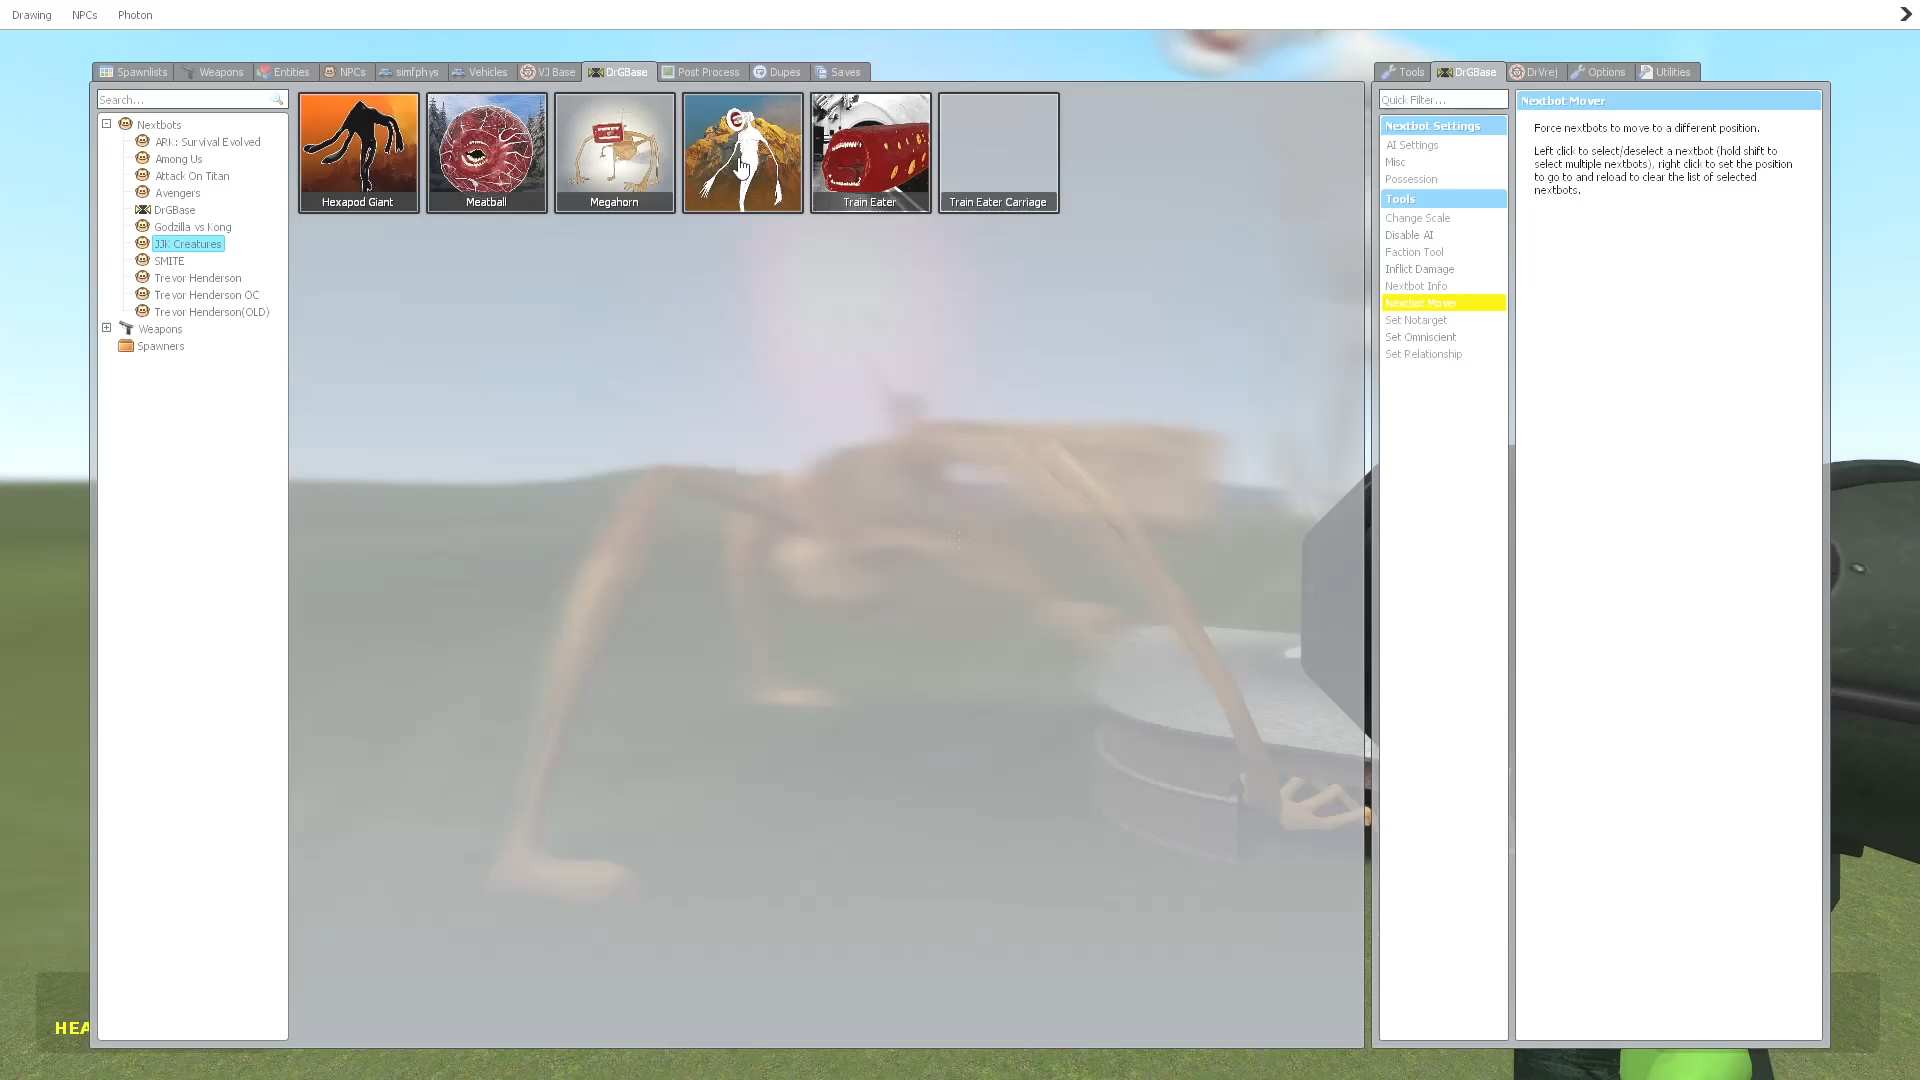 Drawing NPCs Photon
Spawnlists Weapons Entities NPCs simfphys Vehicles VJ Base DrGBase Post Process Dupes Saves
Tools DrGBase DrVrej Options Utilities
Search...
Nextbots
ARK: Survival Evolved
Among Us
Attack On Titan
Avengers
DrGBase
Godzilla vs Kong
JJK Creatures
SMITE
Trevor Henderson
Trevor Henderson OC
Trevor Henderson(OLD)
Weapons
Spawners
Hexapod Giant
Meatball
Megahorn
Train Eater
Train Eater Carriage
Quick Filter...
Nextbot Settings
AI Settings
Misc
Possession
Tools
Change Scale
Disable AI
Faction Tool
Inflict Damage
Nextbot Info
Nextbot Mover
Set Notarget
Set Omniscient
Set Relationship
Nextbot Mover
Force nextbots to move to a different position.
Left click to select/deselect a nextbot (hold shift to
select multiple nextbots), right click to set the position
to go to and reload to clear the list of selected
nextbots.
HEA